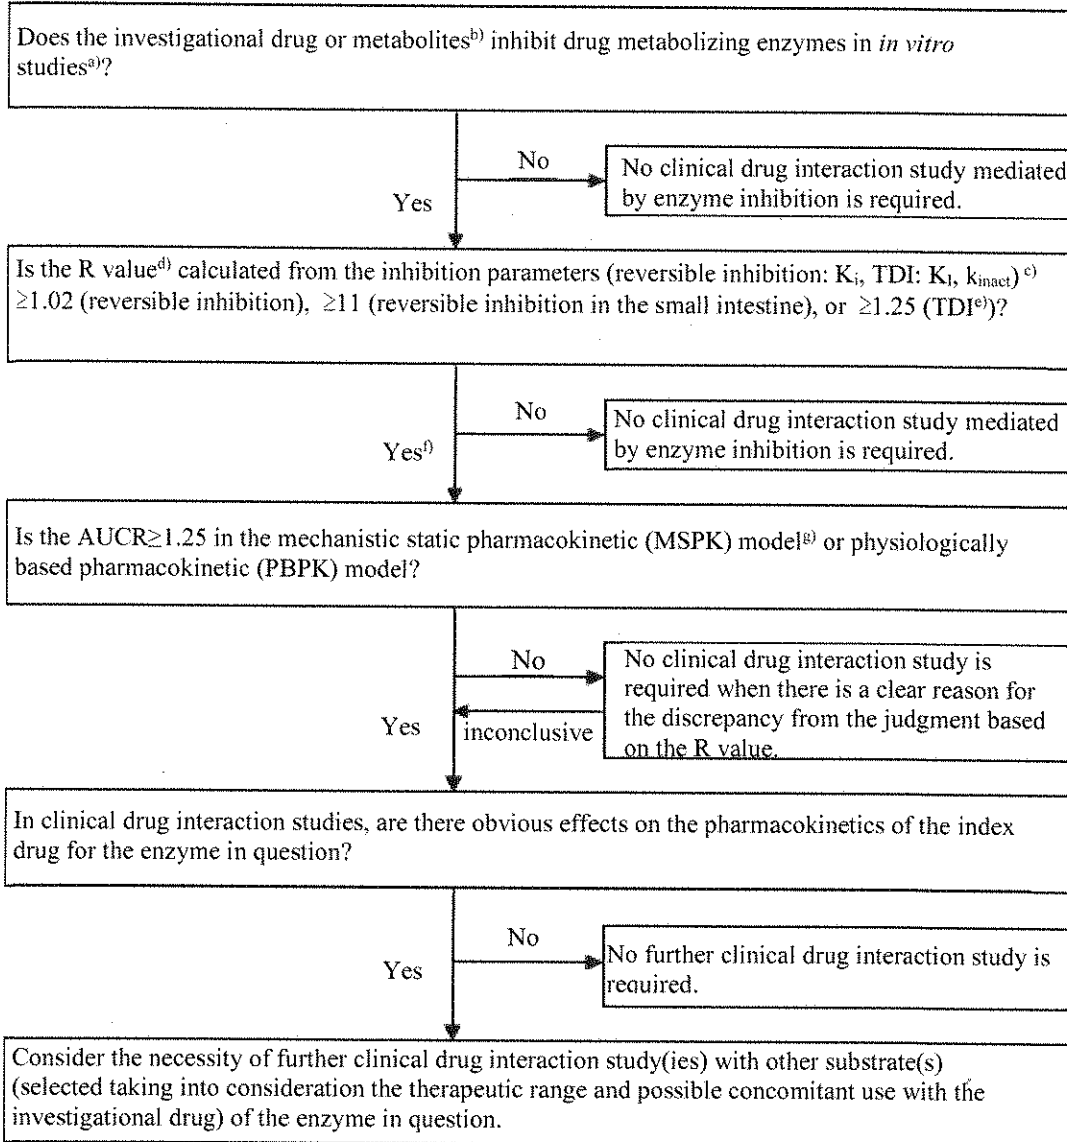 Does the investigational drug or metabolites^b) inhibit drug metabolizing enzymes in in vitro
studies^a)?
No
No clinical drug interaction study mediated
by enzyme inhibition is required.
Yes
Is the R value^d) calculated from the inhibition parameters (reversible inhibition: K_i, TDI: K_I, k_inact)^c)
≥1.02 (reversible inhibition), ≥11 (reversible inhibition in the small intestine), or ≥1.25 (TDI^e))?
No
No clinical drug interaction study mediated
by enzyme inhibition is required.
Yes^f)
Is the AUCR≥1.25 in the mechanistic static pharmacokinetic (MSPK) model^g) or physiologically
based pharmacokinetic (PBPK) model?
No
No clinical drug interaction study is
required when there is a clear reason for
the discrepancy from the judgment based
on the R value.
Yes
inconclusive
In clinical drug interaction studies, are there obvious effects on the pharmacokinetics of the index
drug for the enzyme in question?
No
No further clinical drug interaction study is
required.
Yes
Consider the necessity of further clinical drug interaction study(ies) with other substrate(s)
(selected taking into consideration the therapeutic range and possible concomitant use with the
investigational drug) of the enzyme in question.